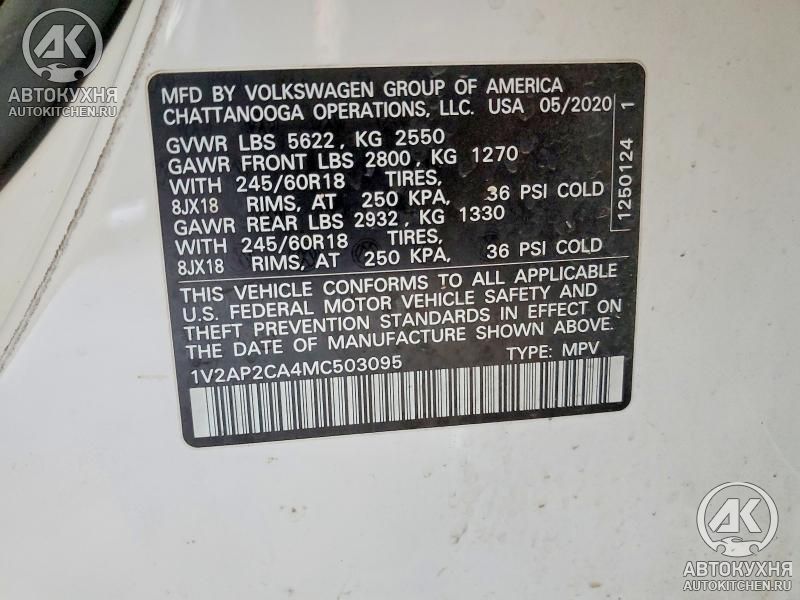 AK
АВТОКУХНЯ
AVTOKITCHEN.RU
MFD BY VOLKSWAGEN GROUP OF AMERICA
CHATTANOOGA OPERATIONS, LLC. USA 05/2020
GVWR LBS 5622, KG 2550
GAWR FRONT LBS 2800, KG 1270
WITH 245/60R18 TIRES,
8JX18 RIMS, AT 250 KPA, 36 PSI COLD
GAWR REAR LBS 2932, KG 1330
WITH 245/60R18 TIRES,
8JX18 RIMS, AT 250 KPA, 36 PSI COLD
THIS VEHICLE CONFORMS TO ALL APPLICABLE
U.S. FEDERAL MOTOR VEHICLE SAFETY AND
THEFT PREVENTION STANDARDS IN EFFECT ON
THE DATE OF MANUFACTURE SHOWN ABOVE.
1V2AP2CA4MC503095 TYPE: MPV
1250124 1
AK
АВТОКУХНЯ
AVTOKITCHEN.RU